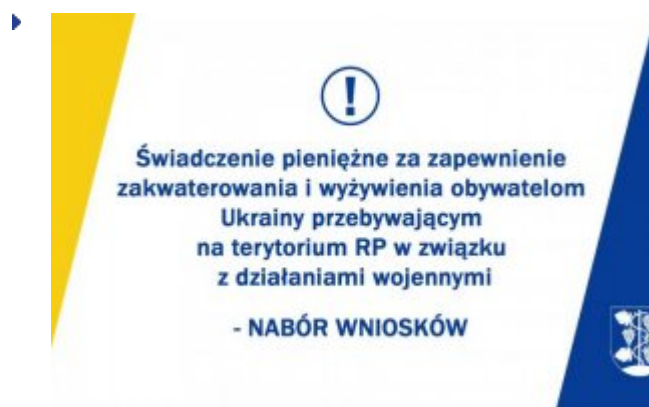 !
Świadczenie pieniężne za zapewnienie
zakwaterowania i wyżywienia obywatelom
Ukrainy przebywającym
na terytorium RP w związku
z działaniami wojennymi
- NABÓR WNIOSKÓW